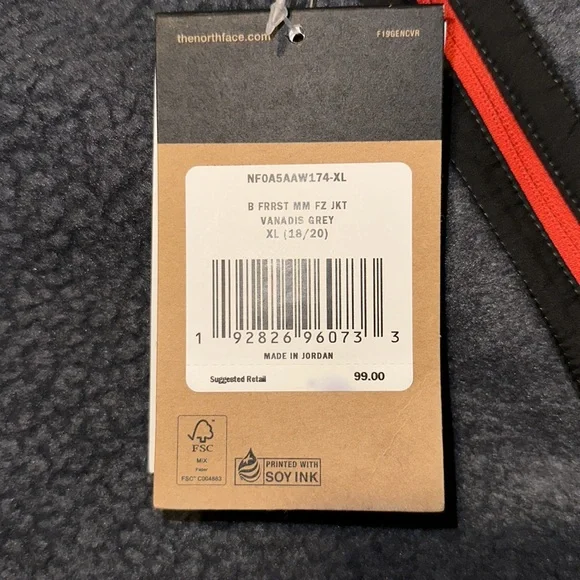 thenorthface.com F19GENCVR
NF0A5AAW174-XL
B FRRST MM FZ JKT
VANADIS GREY
XL (18/20)
1 92826 96073 3
MADE IN JORDAN
Suggested Retail 99.00
FSC
MIX
Paper
FSC® C004863
PRINTED WITH
SOY INK